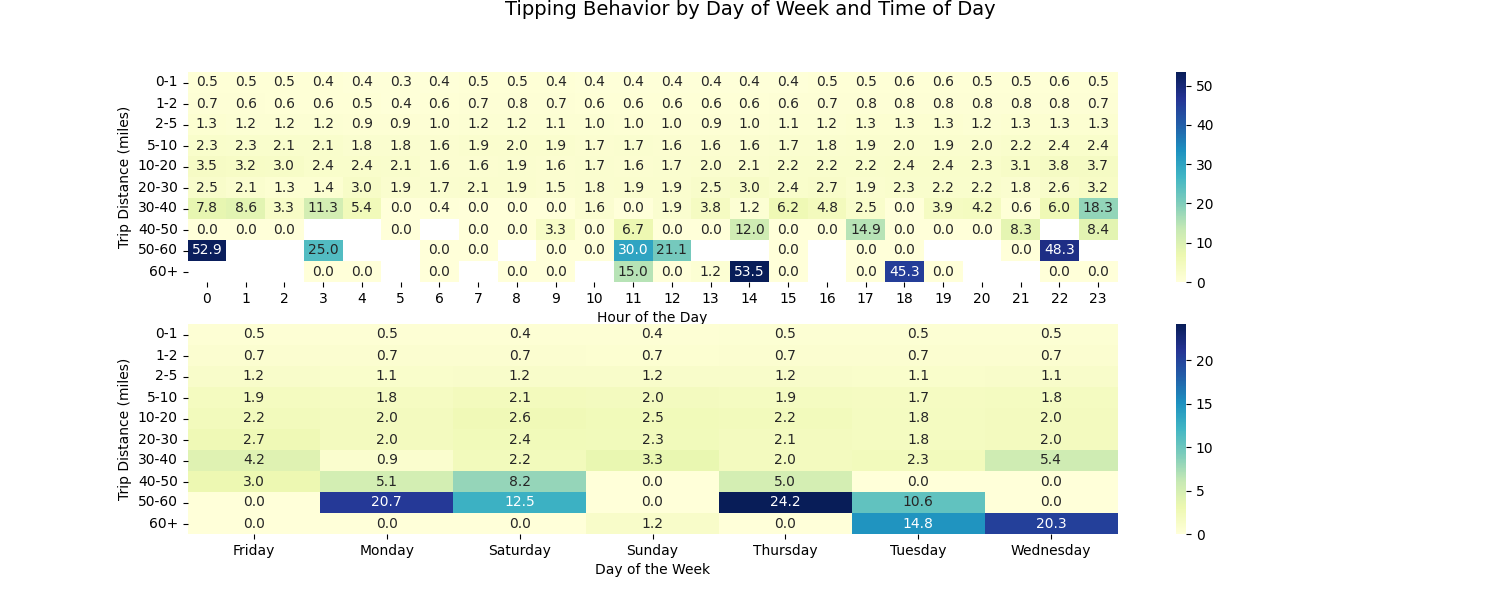 Tipping Behavior by Day of Week and Time of Day
Trip Distance (miles)
0-1 0.5 0.5 0.5 0.4 0.4 0.3 0.4 0.5 0.5 0.4 0.4 0.4 0.4 0.4 0.4 0.4 0.5 0.5 0.6 0.6 0.5 0.5 0.6 0.5
1-2 0.7 0.6 0.6 0.6 0.5 0.4 0.6 0.7 0.8 0.7 0.6 0.6 0.6 0.6 0.6 0.6 0.7 0.8 0.8 0.8 0.8 0.8 0.8 0.7
2-5 1.3 1.2 1.2 1.2 0.9 0.9 1.0 1.2 1.2 1.1 1.0 1.0 1.0 0.9 1.0 1.1 1.2 1.3 1.3 1.3 1.2 1.3 1.3 1.3
5-10 2.3 2.3 2.1 2.1 1.8 1.8 1.6 1.9 2.0 1.9 1.7 1.7 1.6 1.6 1.6 1.7 1.8 1.9 2.0 1.9 2.0 2.2 2.4 2.4
10-20 3.5 3.2 3.0 2.4 2.4 2.1 1.6 1.6 1.9 1.6 1.7 1.6 1.7 2.0 2.1 2.2 2.2 2.2 2.4 2.4 2.3 3.1 3.8 3.7
20-30 2.5 2.1 1.3 1.4 3.0 1.9 1.7 2.1 1.9 1.5 1.8 1.9 1.9 2.5 3.0 2.4 2.7 1.9 2.3 2.2 2.2 1.8 2.6 3.2
30-40 7.8 8.6 3.3 11.3 5.4 0.0 0.4 0.0 0.0 0.0 1.6 0.0 1.9 3.8 1.2 6.2 4.8 2.5 0.0 3.9 4.2 0.6 6.0 18.3
40-50 0.0 0.0 0.0 0.0 0.0 0.0 3.3 0.0 6.7 0.0 0.0 12.0 0.0 0.0 14.9 0.0 0.0 0.0 8.3 8.4
50-60 52.9 25.0 0.0 0.0 0.0 0.0 30.0 21.1 0.0 0.0 0.0 0.0 48.3
60+ 0.0 0.0 0.0 0.0 0.0 15.0 0.0 1.2 53.5 0.0 0.0 45.3 0.0 0.0 0.0
0 1 2 3 4 5 6 7 8 9 10 11 12 13 14 15 16 17 18 19 20 21 22 23
Hour of the Day
50
40
30
20
10
0
Trip Distance (miles)
0-1 0.5 0.5 0.4 0.4 0.5 0.5 0.5
1-2 0.7 0.7 0.7 0.7 0.7 0.7 0.7
2-5 1.2 1.1 1.2 1.2 1.2 1.1 1.1
5-10 1.9 1.8 2.1 2.0 1.9 1.7 1.8
10-20 2.2 2.0 2.6 2.5 2.2 1.8 2.0
20-30 2.7 2.0 2.4 2.3 2.1 1.8 2.0
30-40 4.2 0.9 2.2 3.3 2.0 2.3 5.4
40-50 3.0 5.1 8.2 0.0 5.0 0.0 0.0
50-60 0.0 20.7 12.5 0.0 24.2 10.6 0.0
60+ 0.0 0.0 0.0 1.2 0.0 14.8 20.3
Friday Monday Saturday Sunday Thursday Tuesday Wednesday
Day of the Week
20
15
10
5
0